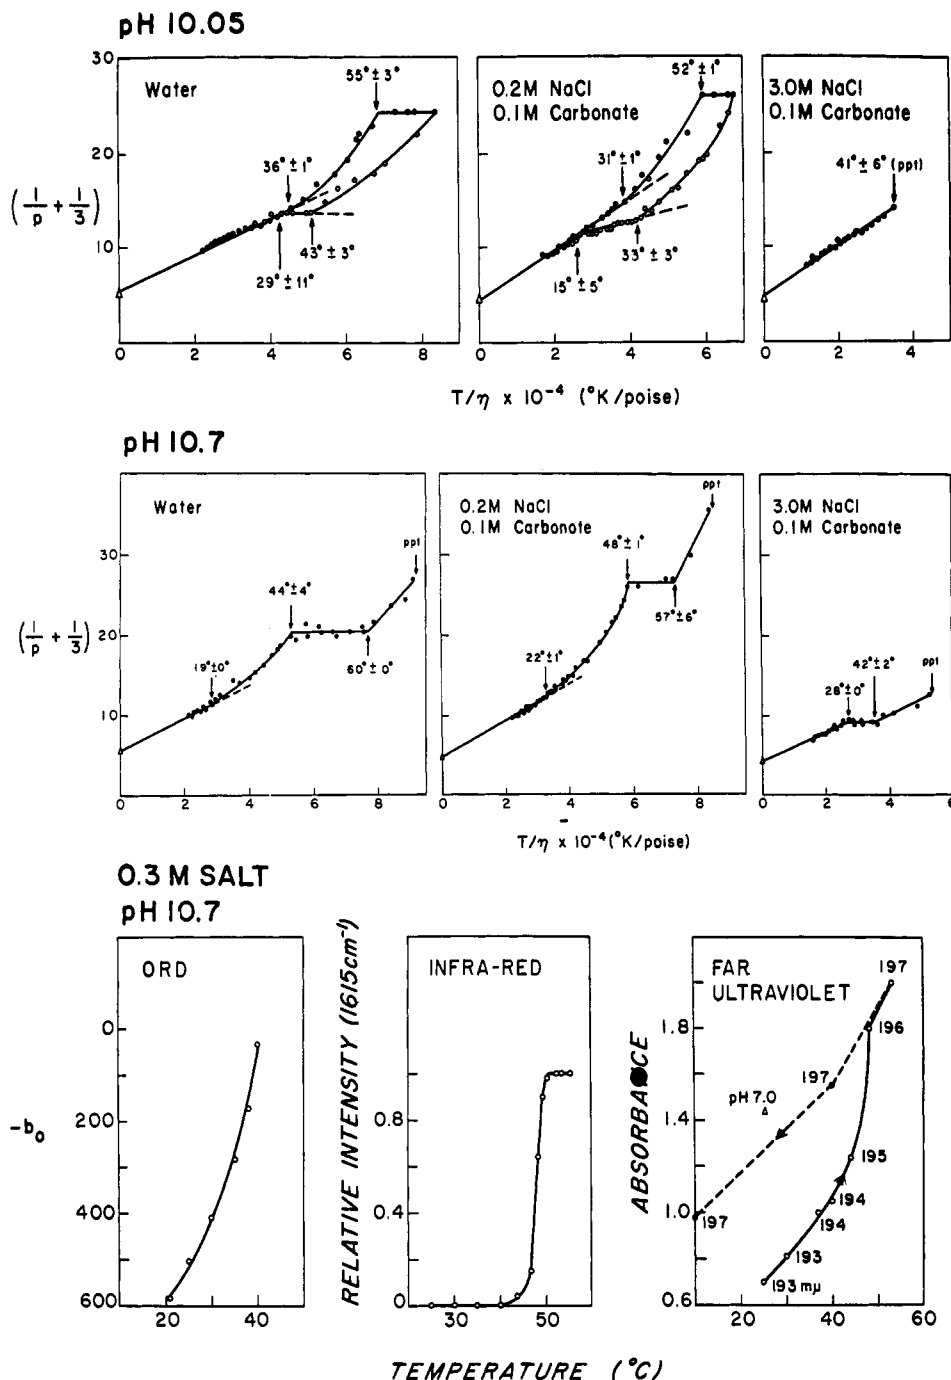 pH 10.05
Water
55°±3°
36°±1°
43°±3°
29°±11°
0.2M NaCl
0.1M Carbonate
52°±1°
31°±1°
33°±3°
15°±5°
3.0M NaCl
0.1M Carbonate
41°±6° (ppt)
30
20
10
(1/p + 1/3)
0 2 4 6 8
0 2 4 6
0 2 4
T/η x 10⁻⁴ (°K/poise)
pH 10.7
Water
ppt
44°±4°
19°±0°
60°±0°
0.2M NaCl
0.1M Carbonate
ppt
48°±1°
57°±6°
22°±1°
3.0M NaCl
0.1M Carbonate
42°±2°
28°±0°
ppt
30
20
10
(1/p + 1/3)
0 2 4 6 8
0 2 4 6 8
0 2 4 6
T/η x 10⁻⁴ (°K/poise)
0.3 M SALT
pH 10.7
ORD
0
200
400
600
-b₀
20 40
RELATIVE INTENSITY (1615cm⁻¹)
INFRA-RED
0.8
0.4
0
30 50
ABSORBANCE
FAR
ULTRAVIOLET
1.8
1.4
1.0
0.6
197
196
197
pH 7.0
195
194
194
197
193
193 mμ
20 40 60
TEMPERATURE (°C)